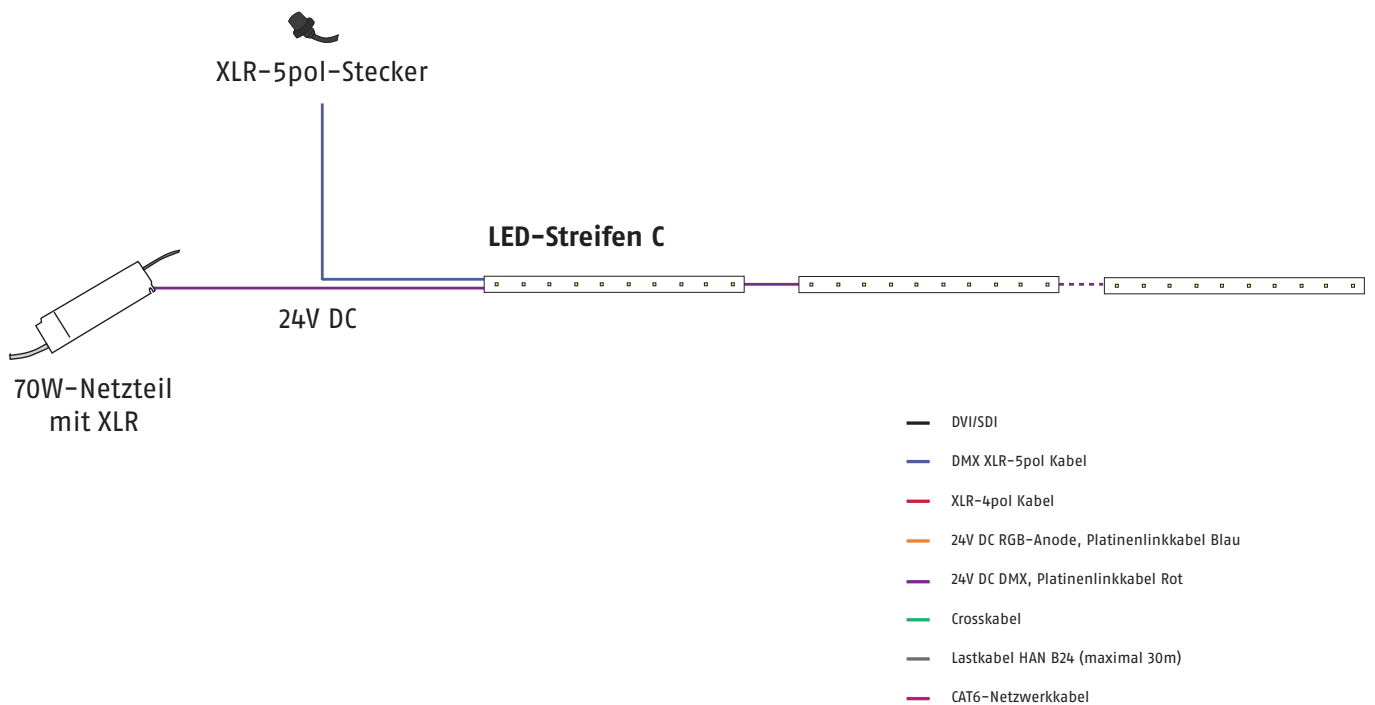 XLR-5pol-Stecker
LED-Streifen C
24V DC
70W-Netzteil
mit XLR
DVI/SDI
DMX XLR-5pol Kabel
XLR-4pol Kabel
24V DC RGB-Anode, Platinenlinkkabel Blau
24V DC DMX, Platinenlinkkabel Rot
Crosskabel
Lastkabel HAN B24 (maximal 30m)
CAT6-Netzwerkkabel